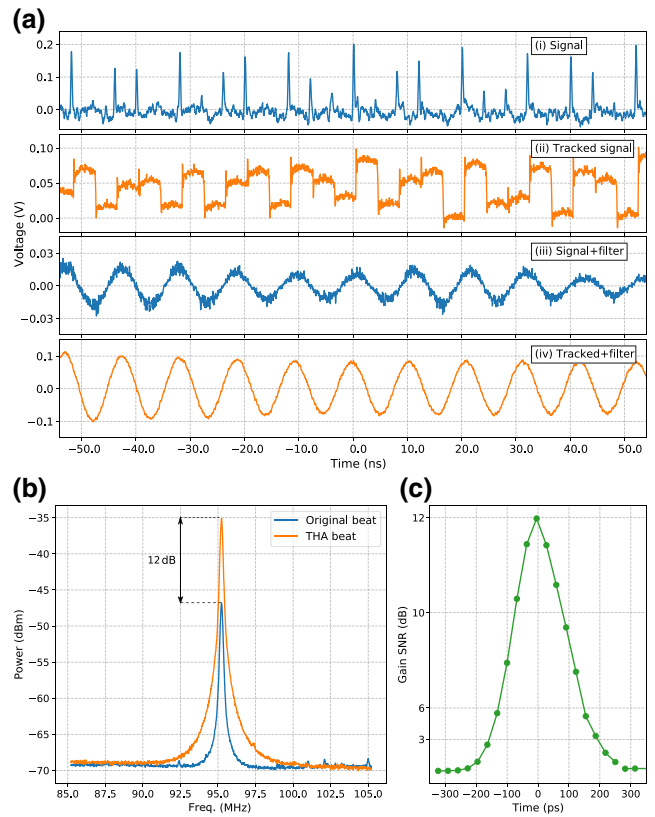 (a)
0.2
0.1
0.0
(i) Signal
0.10
0.05
0.00
(ii) Tracked signal
0.03
0.00
−0.03
(iii) Signal+filter
0.1
0.0
−0.1
(iv) Tracked+filter
Voltage (V)
−50.0 −40.0 −30.0 −20.0 −10.0 0.0 10.0 20.0 30.0 40.0 50.0
Time (ns)
(b)
−35
−40
−45
−50
−55
−60
−65
−70
Power (dBm)
12 dB
Original beat
THA beat
85.0 87.5 90.0 92.5 95.0 97.5 100.0 102.5 105.0
Freq. (MHz)
(c)
12
10
6
3
Gain SNR (dB)
−300 −200 −100 0 100 200 300
Time (ps)